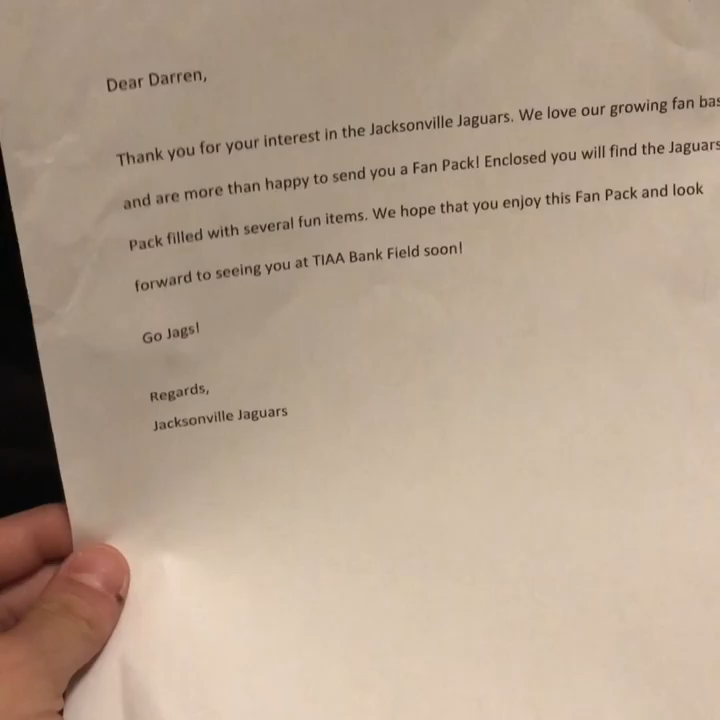 Dear Darren,
Thank you for your interest in the Jacksonville Jaguars. We love our growing fan bas
and are more than happy to send you a Fan Pack! Enclosed you will find the Jaguars
Pack filled with several fun items. We hope that you enjoy this Fan Pack and look
forward to seeing you at TIAA Bank Field soon!
Go Jags!
Regards,
Jacksonville Jaguars